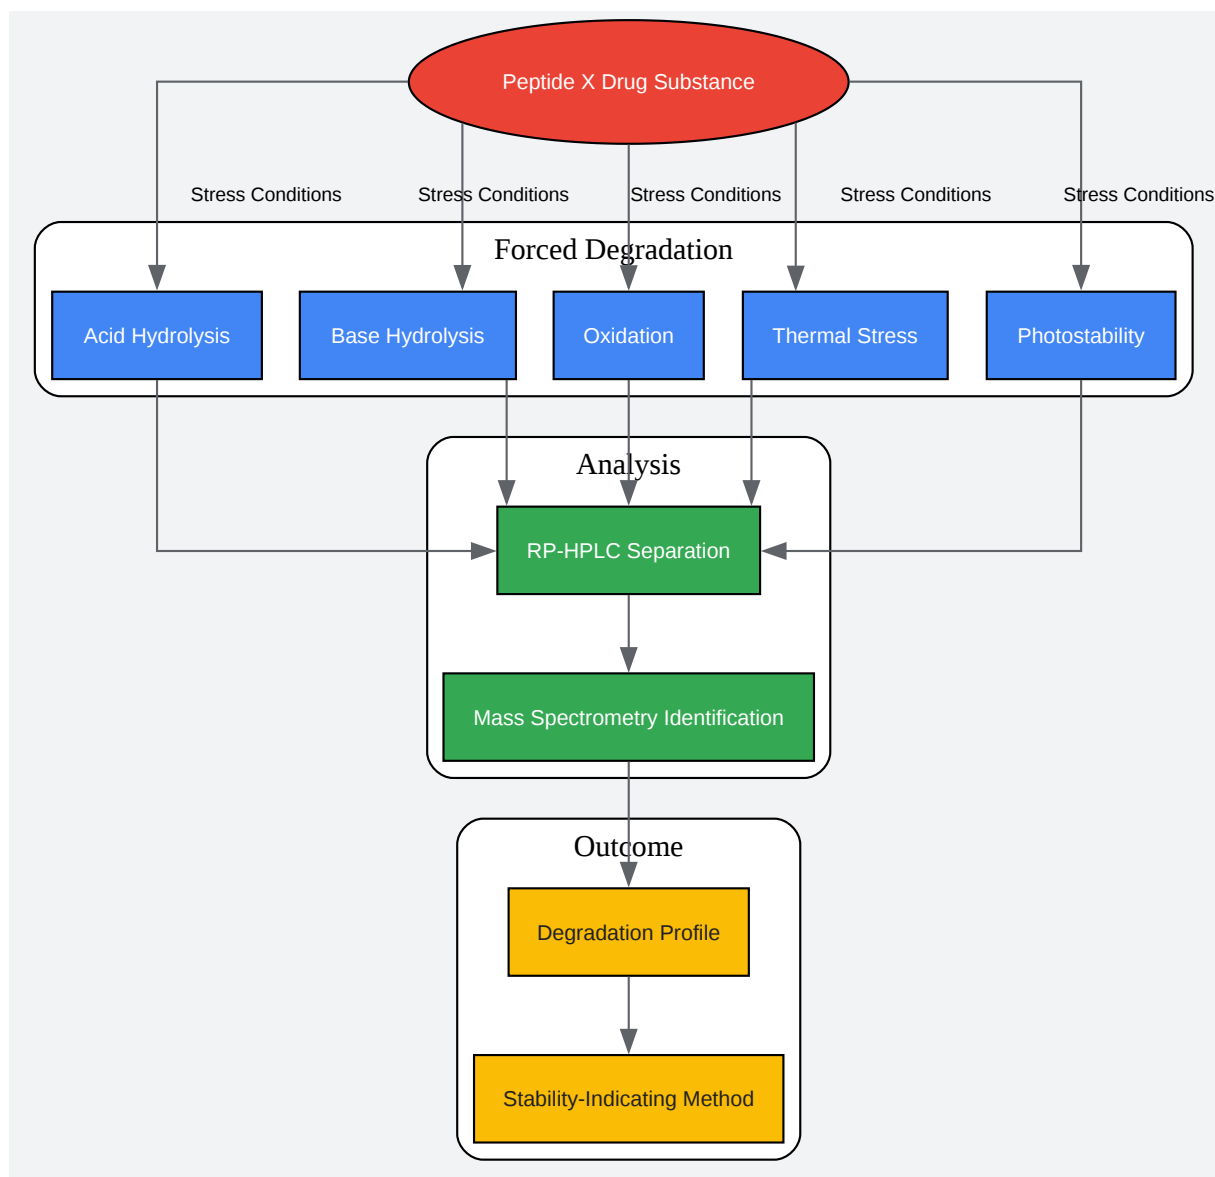 Peptide X Drug Substance
Stress Conditions
Stress Conditions
Stress Conditions
Stress Conditions
Stress Conditions
Forced Degradation
Acid Hydrolysis
Base Hydrolysis
Oxidation
Thermal Stress
Photostability
Analysis
RP-HPLC Separation
Mass Spectrometry Identification
Outcome
Degradation Profile
Stability-Indicating Method